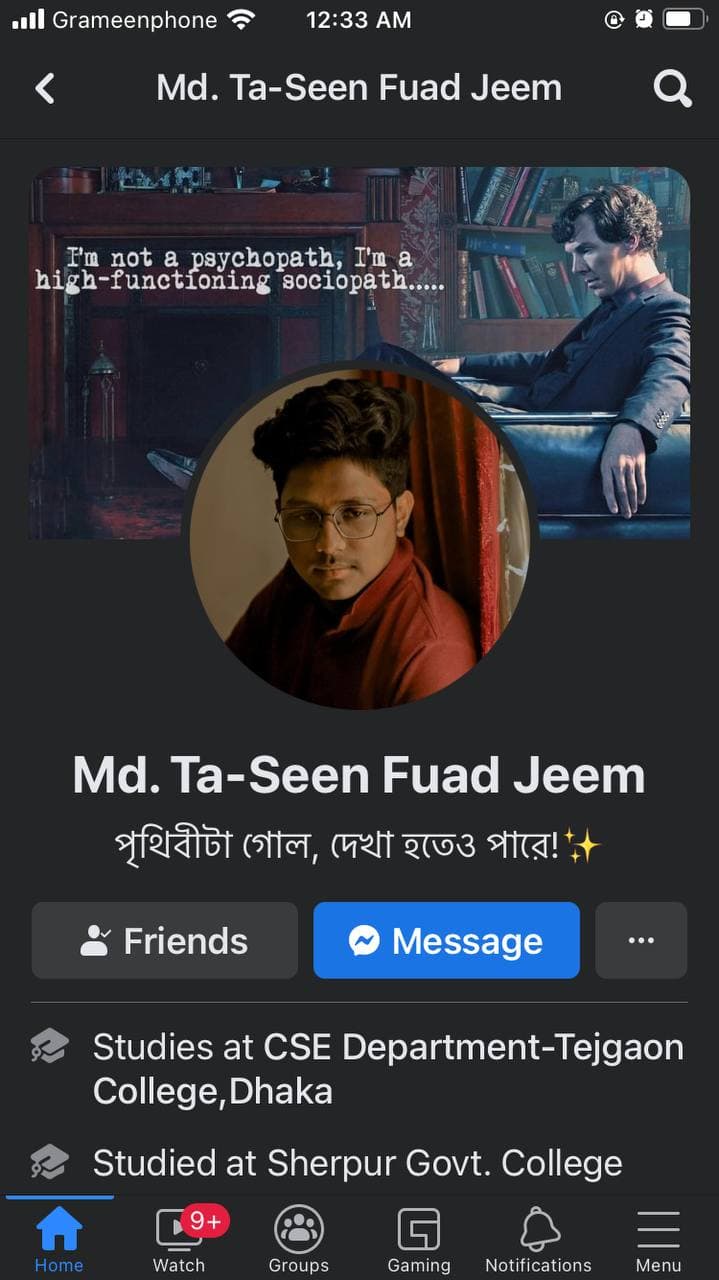 Grameenphone 12:33 AM
Md. Ta-Seen Fuad Jeem
I'm not a psychopath, I'm a
high-functioning sociopath.....
Md. Ta-Seen Fuad Jeem
পৃথিবীটা গোল, দেখা হতেও পারে!✨
Friends Message ...
Studies at CSE Department-Tejgaon
College,Dhaka
Studied at Sherpur Govt. College
9+
Home Watch Groups Gaming Notifications Menu